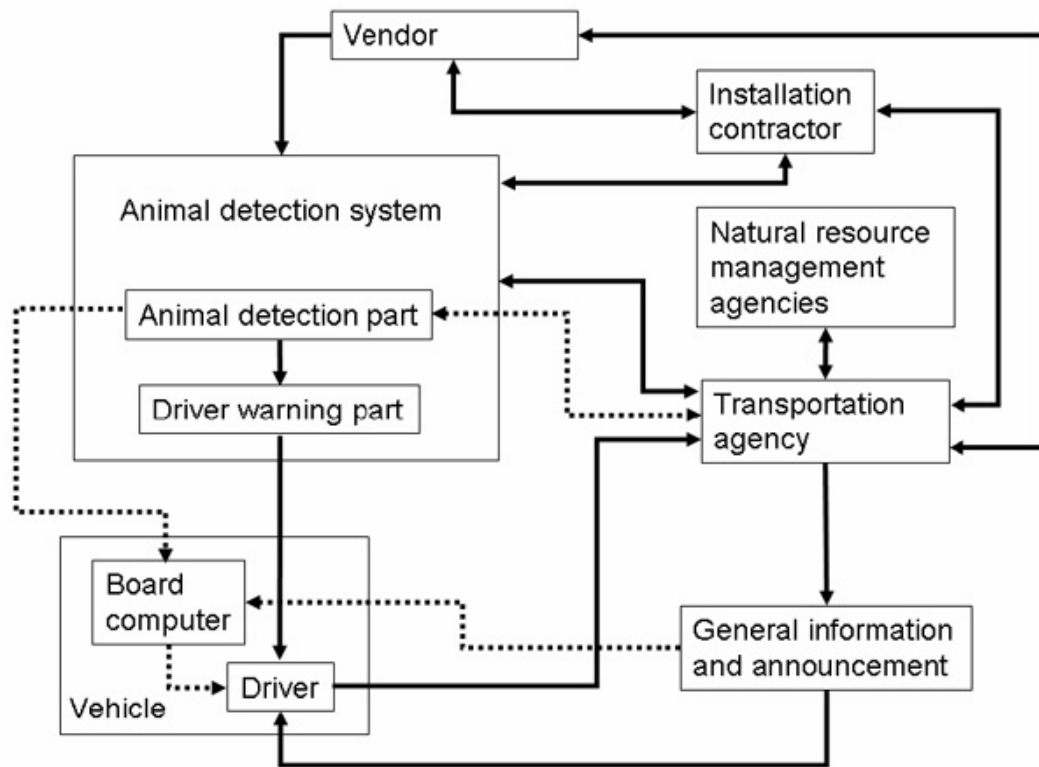 Vendor
Installation
contractor
Animal detection system
Natural resource
management
agencies
Animal detection part
Driver warning part
Transportation
agency
Board
computer
General information
and announcement
Driver
Vehicle